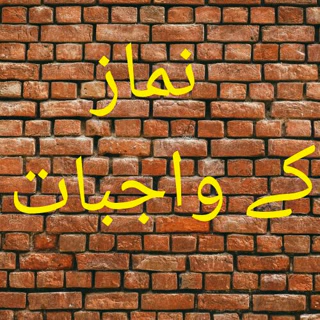 نماز
کے واجبات